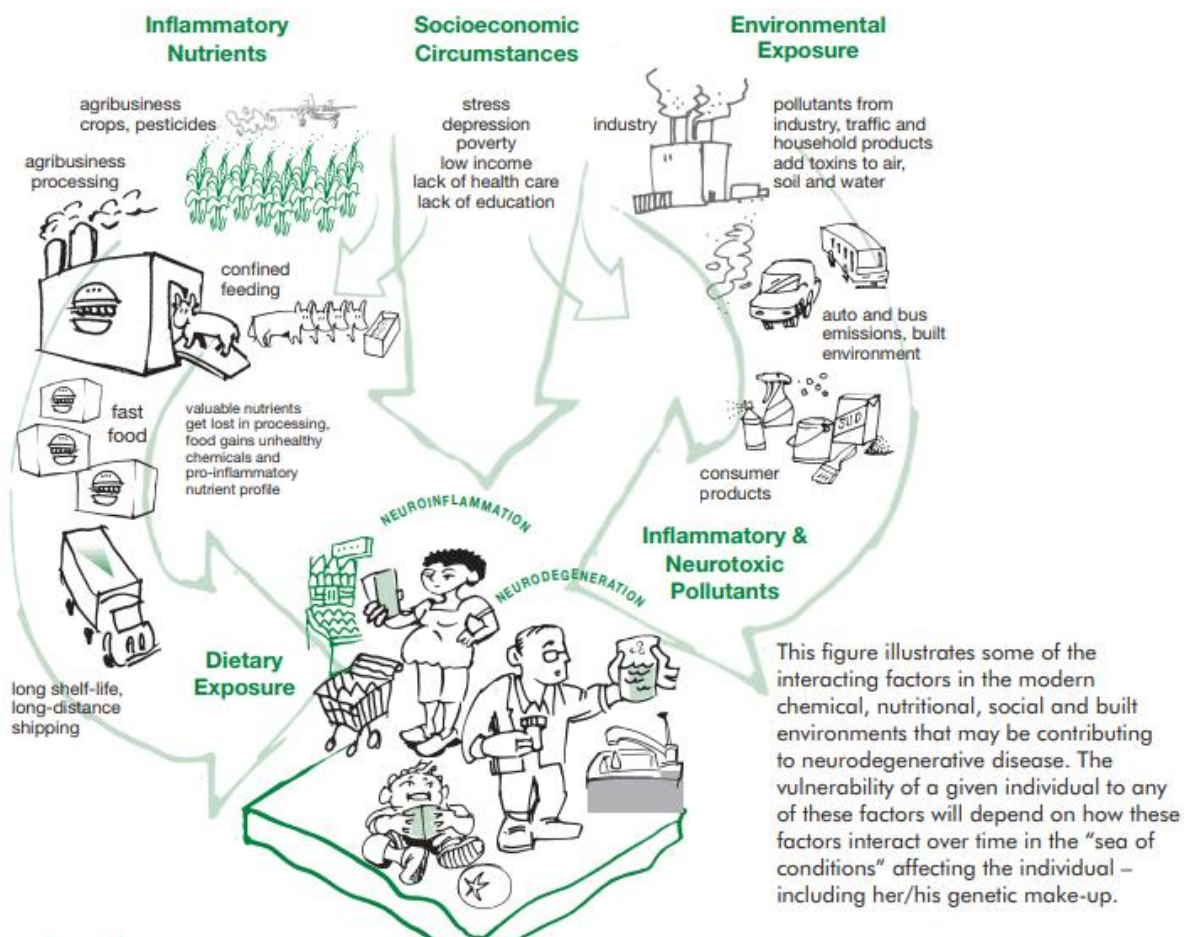 Inflammatory
Nutrients
Socioeconomic
Circumstances
Environmental
Exposure
agribusiness
crops, pesticides
agribusiness
processing
stress
depression
poverty
low income
lack of health care
lack of education
industry
pollutants from
industry, traffic and
household products
add toxins to air,
soil and water
confined
feeding
auto and bus
emissions, built
environment
fast
food
valuable nutrients
get lost in processing,
food gains unhealthy
chemicals and
pro-inflammatory
nutrient profile
SUD
consumer
products
NEUROINFLAMMATION
NEURODEGENERATION
Inflammatory &
Neurotoxic
Pollutants
Dietary
Exposure
long shelf-life,
long-distance
shipping
This figure illustrates some of the
interacting factors in the modern
chemical, nutritional, social and built
environments that may be contributing
to neurodegenerative disease. The
vulnerability of a given individual to any
of these factors will depend on how these
factors interact over time in the “sea of
conditions” affecting the individual –
including her/his genetic make-up.